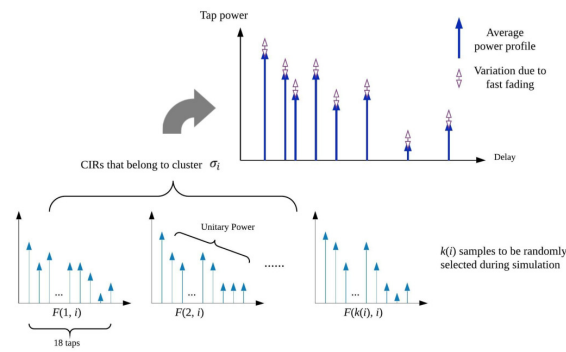 Tap power
Average
power profile
Variation due to
fast fading
Delay
CIRs that belong to cluster σi
Unitary Power
......
k(i) samples to be randomly
selected during simulation
...
...
...
F(1, i)
F(2, i)
F(k(i), i)
18 taps